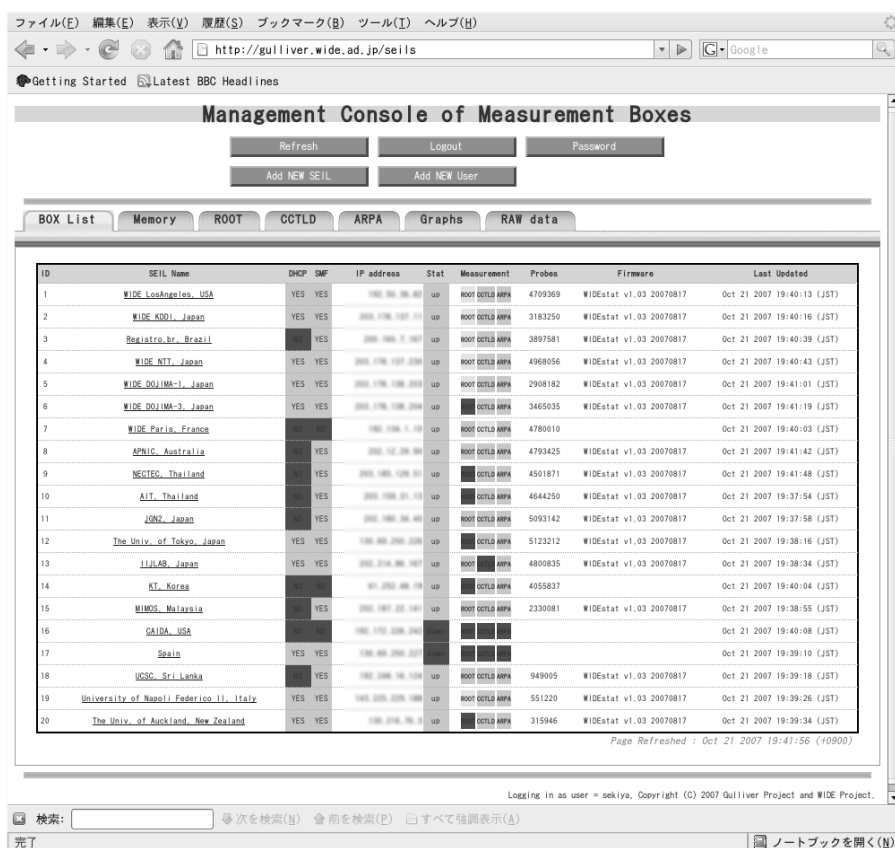 ファイル(F) 編集(E) 表示(V) 履歴(S) ブックマーク(B) ツール(T) ヘルプ(H)
http://gulliver.wide.ad.jp/seils
G Google
Getting Started Latest BBC Headlines
Management Console of Measurement Boxes
Refresh Logout Password
Add NEW SEIL Add NEW User
BOX List Memory ROOT CCTLD ARPA Graphs RAW data
ID SEIL Name DHCP SMF IP address Stat Measurement Probes Firmware Last Updated
1 WIDE LosAngeles, USA YES YES up ROOT CCTLD ARPA 4709369 WIDEstat v1.03 20070817 Oct 21 2007 19:40:13 (JST)
2 WIDE KDDI, Japan YES YES up ROOT CCTLD ARPA 3183250 WIDEstat v1.03 20070817 Oct 21 2007 19:40:16 (JST)
3 Registro.br, Brazil NO YES up ROOT CCTLD ARPA 3897581 WIDEstat v1.03 20070817 Oct 21 2007 19:40:39 (JST)
4 WIDE NTT, Japan YES YES up ROOT CCTLD ARPA 4968056 WIDEstat v1.03 20070817 Oct 21 2007 19:40:43 (JST)
5 WIDE DOJIMA-1, Japan YES YES up ROOT CCTLD ARPA 2908182 WIDEstat v1.03 20070817 Oct 21 2007 19:41:01 (JST)
6 WIDE DOJIMA-3, Japan YES YES up ROOT CCTLD ARPA 3465035 WIDEstat v1.03 20070817 Oct 21 2007 19:41:19 (JST)
7 WIDE Paris, France NO NO up ROOT CCTLD ARPA 4780010 Oct 21 2007 19:40:03 (JST)
8 APNIC, Australia NO YES up ROOT CCTLD ARPA 4793425 WIDEstat v1.03 20070817 Oct 21 2007 19:41:42 (JST)
9 NECTEC, Thailand NO YES up ROOT CCTLD ARPA 4501871 WIDEstat v1.03 20070817 Oct 21 2007 19:41:48 (JST)
10 AIT, Thailand NO YES up ROOT CCTLD ARPA 4644250 WIDEstat v1.03 20070817 Oct 21 2007 19:37:54 (JST)
11 JGN2, Japan NO YES up ROOT CCTLD ARPA 5093142 WIDEstat v1.03 20070817 Oct 21 2007 19:37:58 (JST)
12 The Univ. of Tokyo, Japan YES YES up ROOT CCTLD ARPA 5123212 WIDEstat v1.03 20070817 Oct 21 2007 19:38:16 (JST)
13 IIJLAB, Japan YES YES up ROOT CCTLD ARPA 4800835 WIDEstat v1.03 20070817 Oct 21 2007 19:38:34 (JST)
14 KT, Korea NO NO up ROOT CCTLD ARPA 4055837 Oct 21 2007 19:40:04 (JST)
15 MIMOS, Malaysia NO YES up ROOT CCTLD ARPA 2330081 WIDEstat v1.03 20070817 Oct 21 2007 19:38:55 (JST)
16 CAIDA, USA NO NO down ROOT CCTLD ARPA Oct 21 2007 19:40:08 (JST)
17 Spain YES YES down ROOT CCTLD ARPA Oct 21 2007 19:39:10 (JST)
18 UCSC, Sri Lanka NO YES up ROOT CCTLD ARPA 949005 WIDEstat v1.03 20070817 Oct 21 2007 19:39:18 (JST)
19 University of Napoli Federico II, Italy YES YES up ROOT CCTLD ARPA 551220 WIDEstat v1.03 20070817 Oct 21 2007 19:39:26 (JST)
20 The Univ. of Auckland, New Zealand YES YES up ROOT CCTLD ARPA 315946 WIDEstat v1.03 20070817 Oct 21 2007 19:39:34 (JST)
Page Refreshed : Oct 21 2007 19:41:56 (+0900)
Logging in as user = sekiya, Copyright (C) 2007 Gulliver Project and WIDE Project.
検索: 次を検索(N) 前を検索(P) すべて強調表示(A)
完了 ノートブックを開く(N)